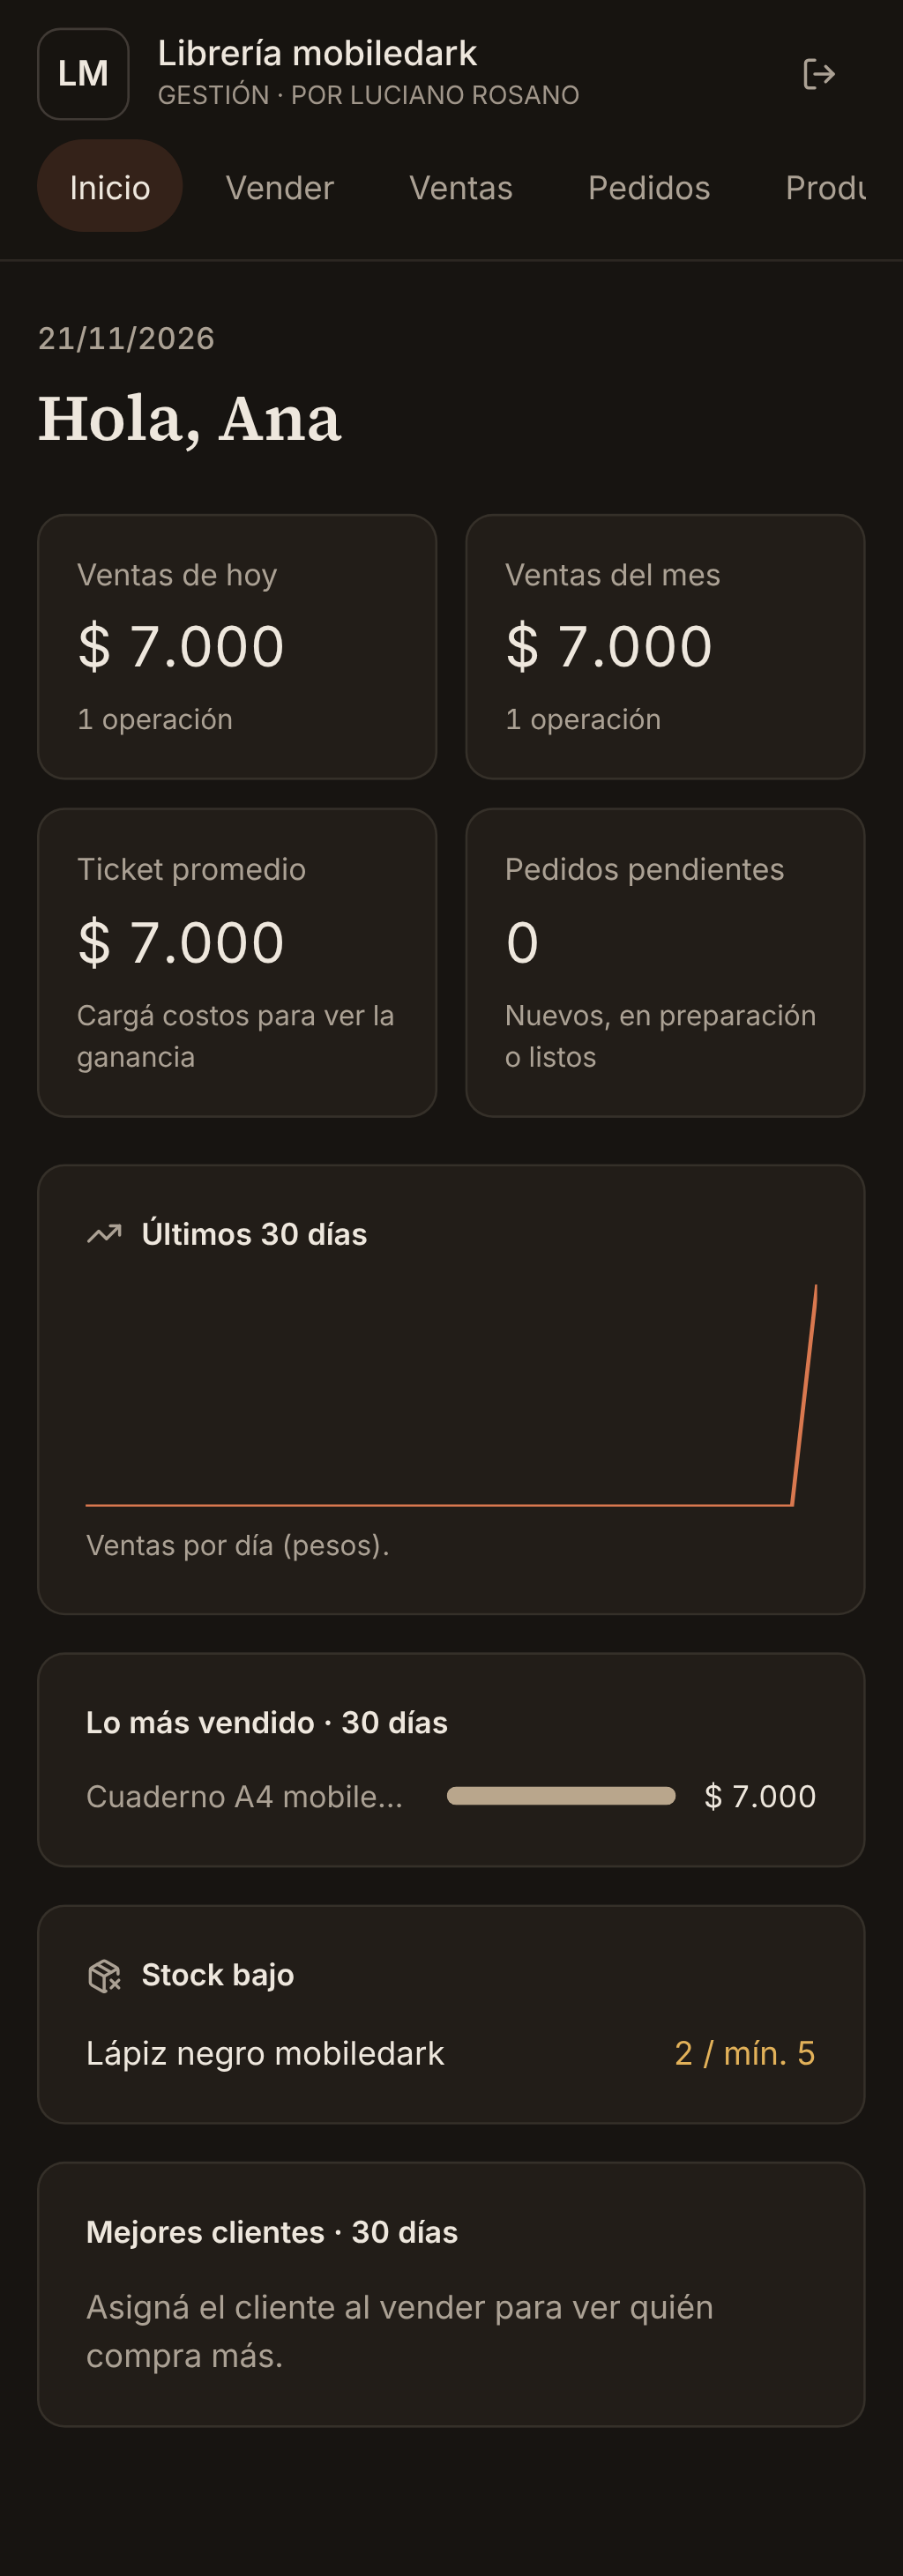 LM
Librería mobiledark
GESTIÓN · POR LUCIANO ROSANO
Inicio
Vender
Ventas
Pedidos
Produ
21/11/2026
Hola, Ana
Ventas de hoy
$ 7.000
1 operación
Ventas del mes
$ 7.000
1 operación
Ticket promedio
$ 7.000
Cargá costos para ver la
ganancia
Pedidos pendientes
0
Nuevos, en preparación
o listos
Últimos 30 días
Ventas por día (pesos).
Lo más vendido · 30 días
Cuaderno A4 mobile...
$ 7.000
Stock bajo
Lápiz negro mobiledark
2 / mín. 5
Mejores clientes · 30 días
Asigná el cliente al vender para ver quién
compra más.